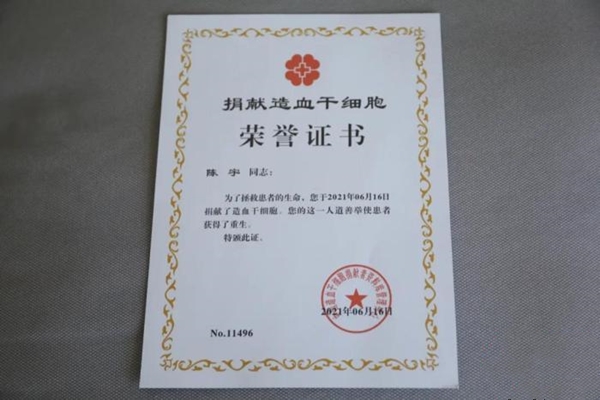 捐献造血干细胞
荣誉证书
陈宇 同志：
为了拯救患者的生命，您于2021年06月16日
捐献了造血干细胞。您的这一人道善举使患者
获得了重生。
特颁此证。
2021年06月16日
No.11496